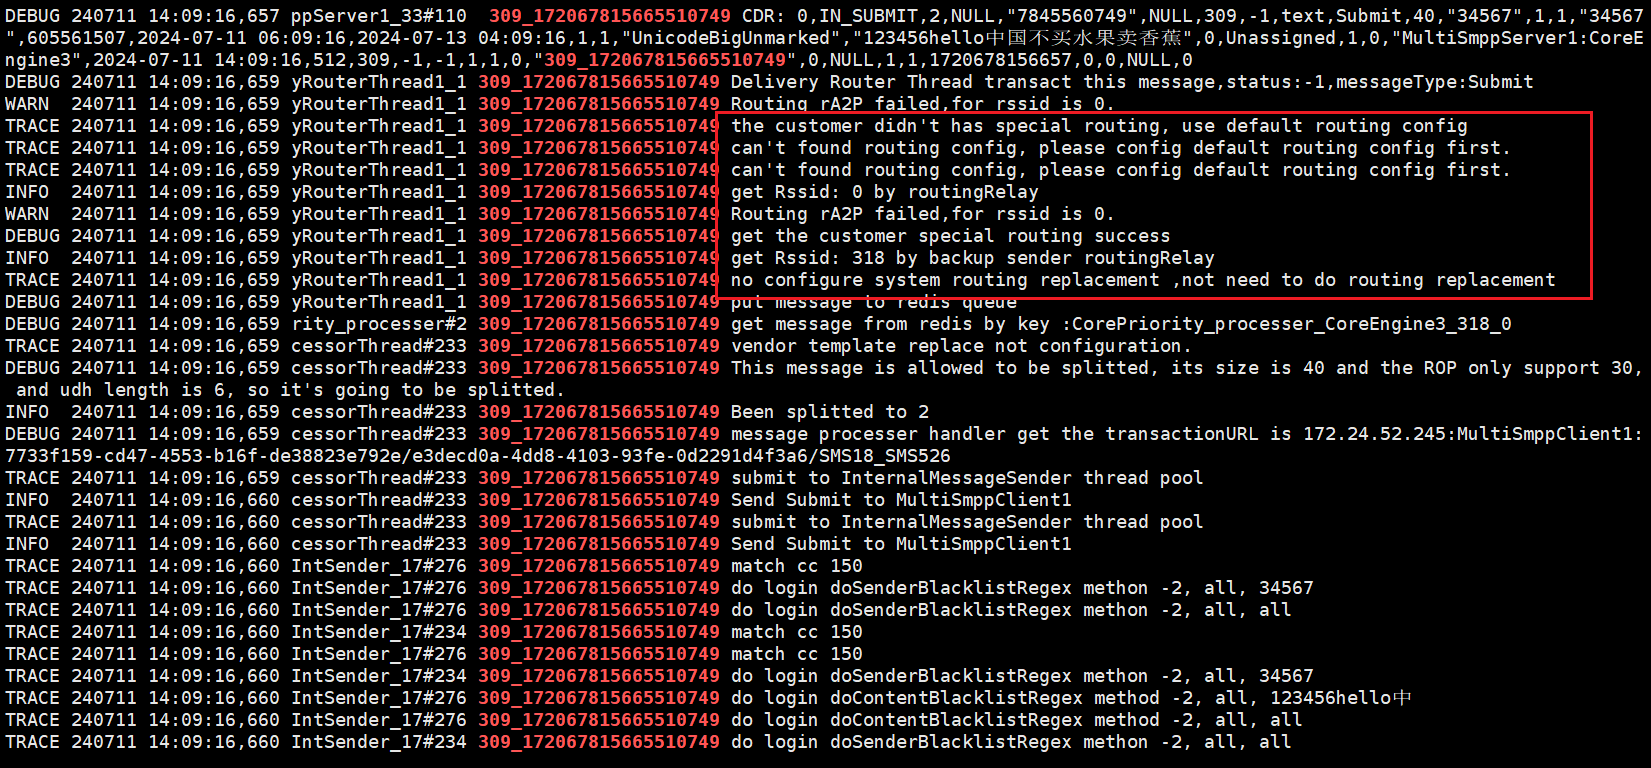 DEBUG 240711 14:09:16,657 ppServer1_33#110  309_172067815665510749 CDR: 0,IN_SUBMIT,2,NULL,"7845560749",NULL,309,-1,text,Submit,40,"34567",1,1,"34567
",605561507,2024-07-11 06:09:16,2024-07-13 04:09:16,1,1,"UnicodeBigUnmarked","123456hello中国不买水果卖香蕉",0,Unassigned,1,0,"MultiSmppServer1:CoreE
ngine3",2024-07-11 14:09:16,512,309,-1,-1,1,1,0,"309_172067815665510749",0,NULL,1,1,1720678156657,0,0,NULL,0
DEBUG 240711 14:09:16,659 yRouterThread1_1 309_172067815665510749 Delivery Router Thread transact this message,status:-1,messageType:Submit
WARN  240711 14:09:16,659 yRouterThread1_1 309_172067815665510749 Routing rA2P failed,for rssid is 0.
TRACE 240711 14:09:16,659 yRouterThread1_1 309_172067815665510749 the customer didn't has special routing, use default routing config
TRACE 240711 14:09:16,659 yRouterThread1_1 309_172067815665510749 can't found routing config, please config default routing config first.
TRACE 240711 14:09:16,659 yRouterThread1_1 309_172067815665510749 can't found routing config, please config default routing config first.
INFO  240711 14:09:16,659 yRouterThread1_1 309_172067815665510749 get Rssid: 0 by routingRelay
WARN  240711 14:09:16,659 yRouterThread1_1 309_172067815665510749 Routing rA2P failed,for rssid is 0.
DEBUG 240711 14:09:16,659 yRouterThread1_1 309_172067815665510749 get the customer special routing success
INFO  240711 14:09:16,659 yRouterThread1_1 309_172067815665510749 get Rssid: 318 by backup sender routingRelay
TRACE 240711 14:09:16,659 yRouterThread1_1 309_172067815665510749 no configure system routing replacement ,not need to do routing replacement
DEBUG 240711 14:09:16,659 yRouterThread1_1 309_172067815665510749 put message to redis queue
DEBUG 240711 14:09:16,659 rity_processer#2 309_172067815665510749 get message from redis by key :CorePriority_processer_CoreEngine3_318_0
TRACE 240711 14:09:16,659 cessorThread#233 309_172067815665510749 vendor template replace not configuration.
DEBUG 240711 14:09:16,659 cessorThread#233 309_172067815665510749 This message is allowed to be splitted, its size is 40 and the ROP only support 30,
 and udh length is 6, so it's going to be splitted.
INFO  240711 14:09:16,659 cessorThread#233 309_172067815665510749 Been splitted to 2
DEBUG 240711 14:09:16,659 cessorThread#233 309_172067815665510749 message processer handler get the transactionURL is 172.24.52.245:MultiSmppClient1:
7733f159-cd47-4553-b16f-de38823e792e/e3decd0a-4dd8-4103-93fe-0d2291d4f3a6/SMS18_SMS526
TRACE 240711 14:09:16,659 cessorThread#233 309_172067815665510749 submit to InternalMessageSender thread pool
INFO  240711 14:09:16,660 cessorThread#233 309_172067815665510749 Send Submit to MultiSmppClient1
TRACE 240711 14:09:16,660 cessorThread#233 309_172067815665510749 submit to InternalMessageSender thread pool
INFO  240711 14:09:16,660 cessorThread#233 309_172067815665510749 Send Submit to MultiSmppClient1
TRACE 240711 14:09:16,660 IntSender_17#276 309_172067815665510749 match cc 150
TRACE 240711 14:09:16,660 IntSender_17#276 309_172067815665510749 do login doSenderBlacklistRegex methon -2, all, 34567
TRACE 240711 14:09:16,660 IntSender_17#276 309_172067815665510749 do login doSenderBlacklistRegex methon -2, all, all
TRACE 240711 14:09:16,660 IntSender_17#234 309_172067815665510749 match cc 150
TRACE 240711 14:09:16,660 IntSender_17#276 309_172067815665510749 match cc 150
TRACE 240711 14:09:16,660 IntSender_17#234 309_172067815665510749 do login doSenderBlacklistRegex methon -2, all, 34567
TRACE 240711 14:09:16,660 IntSender_17#276 309_172067815665510749 do login doContentBlacklistRegex method -2, all, 123456hello中
TRACE 240711 14:09:16,660 IntSender_17#276 309_172067815665510749 do login doContentBlacklistRegex method -2, all, all
TRACE 240711 14:09:16,660 IntSender_17#234 309_172067815665510749 do login doSenderBlacklistRegex methon -2, all, all